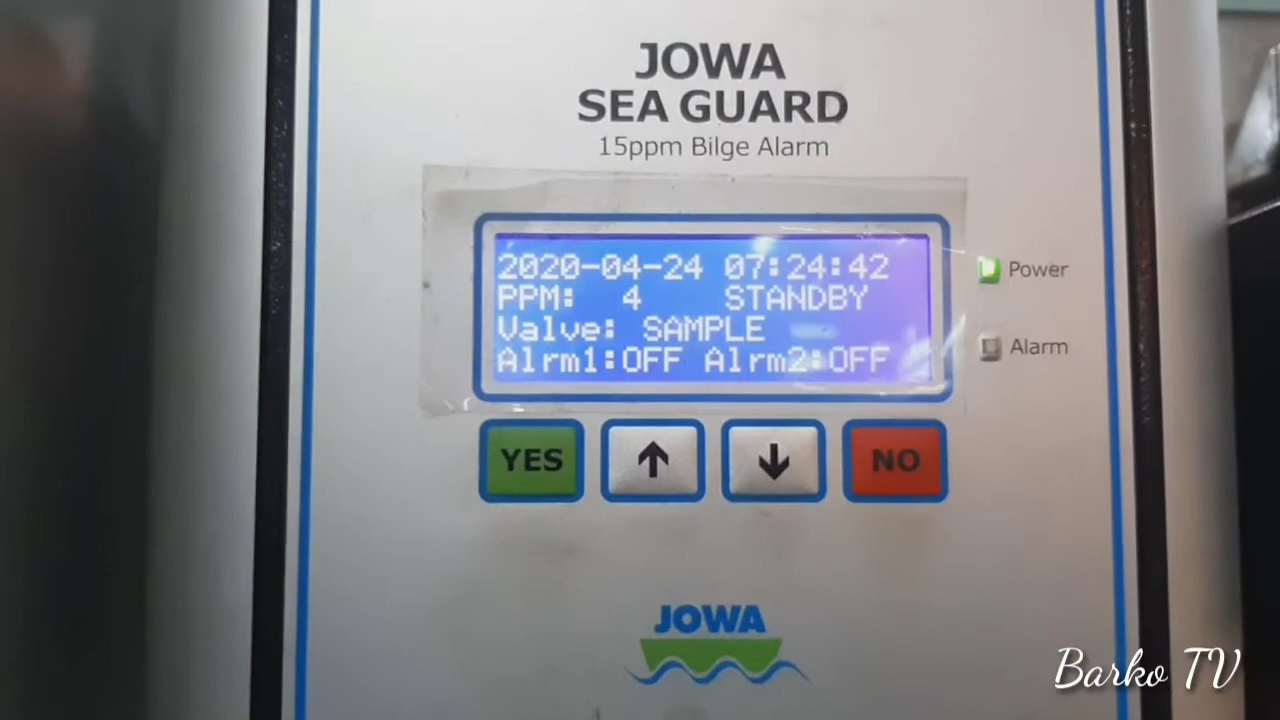 JOWA
SEA GUARD
15ppm Bilge Alarm
2020-04-24 07:24:42
PPM: 4 STANDBY
Valve: SAMPLE
Alrm1:OFF Alrm2:OFF
Power
Alarm
YES ↑ ↓ NO
JOWA
Barko TV